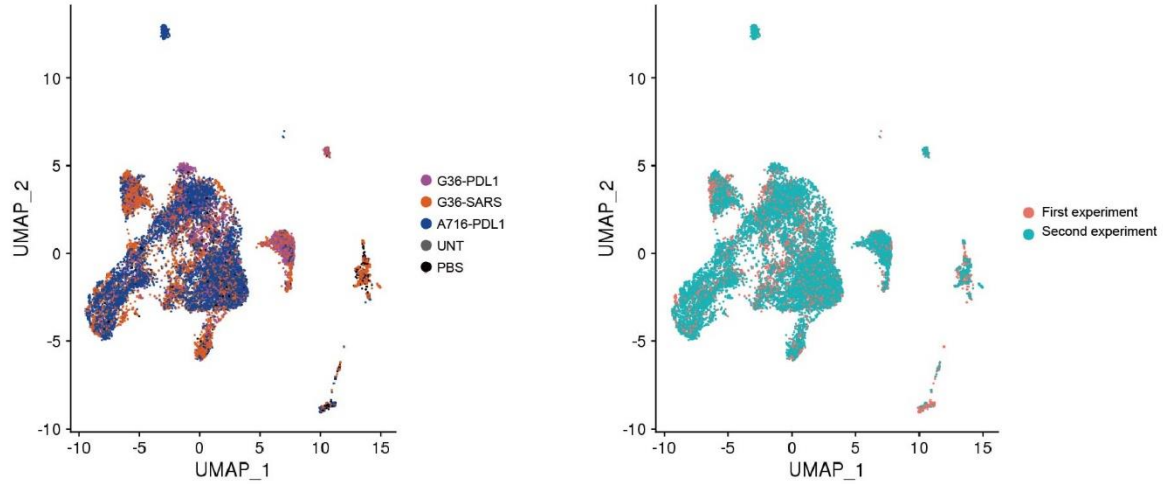 10
5
0
-5
-10
UMAP_2
-10
-5
0
5
10
15
UMAP_1
G36-PDL1
G36-SARS
A716-PDL1
UNT
PBS
10
5
0
-5
-10
UMAP_2
-10
-5
0
5
10
15
UMAP_1
First experiment
Second experiment